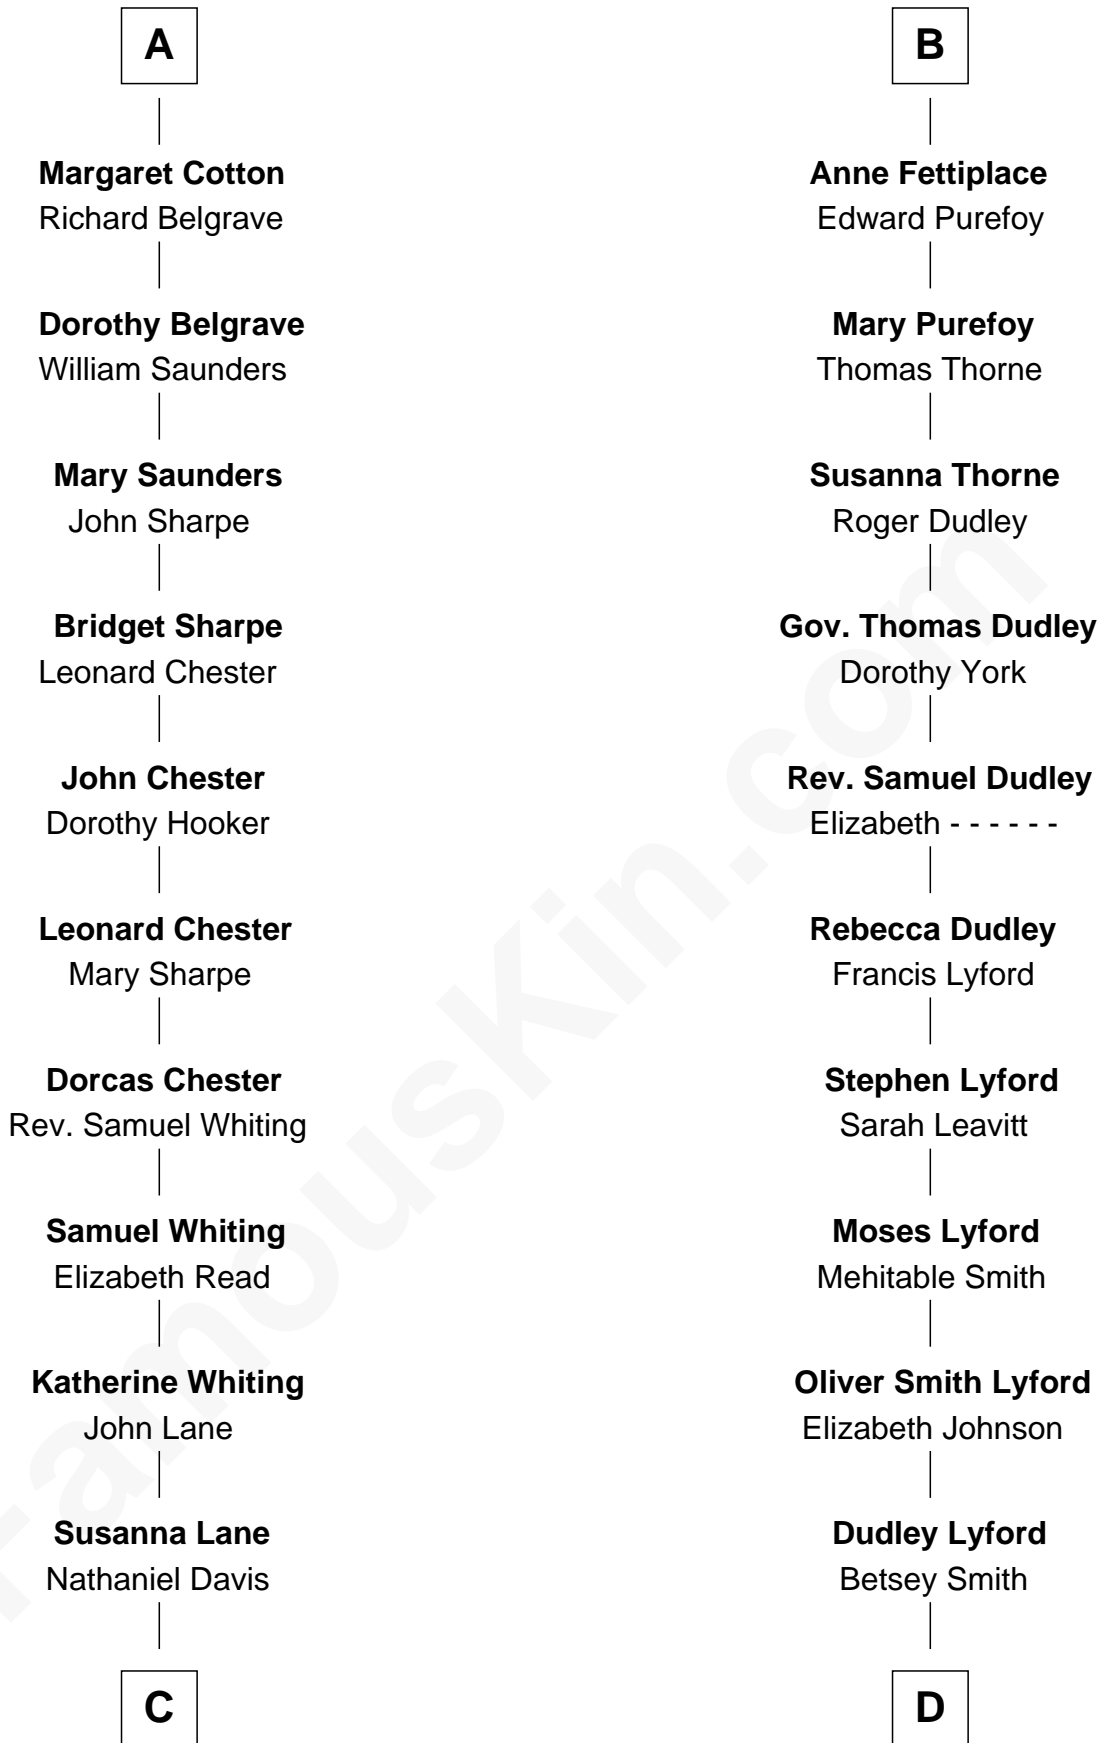 A
Margaret Cotton
Richard Belgrave
Dorothy Belgrave
William Saunders
Mary Saunders
John Sharpe
Bridget Sharpe
Leonard Chester
John Chester
Dorothy Hooker
Leonard Chester
Mary Sharpe
Dorcas Chester
Rev. Samuel Whiting
Samuel Whiting
Elizabeth Read
Katherine Whiting
John Lane
Susanna Lane
Nathaniel Davis
C
B
Anne Fettiplace
Edward Purefoy
Mary Purefoy
Thomas Thorne
Susanna Thorne
Roger Dudley
Gov. Thomas Dudley
Dorothy York
Rev. Samuel Dudley
Elizabeth - - - - - -
Rebecca Dudley
Francis Lyford
Stephen Lyford
Sarah Leavitt
Moses Lyford
Mehitable Smith
Oliver Smith Lyford
Elizabeth Johnson
Dudley Lyford
Betsey Smith
D
FamousKin.com